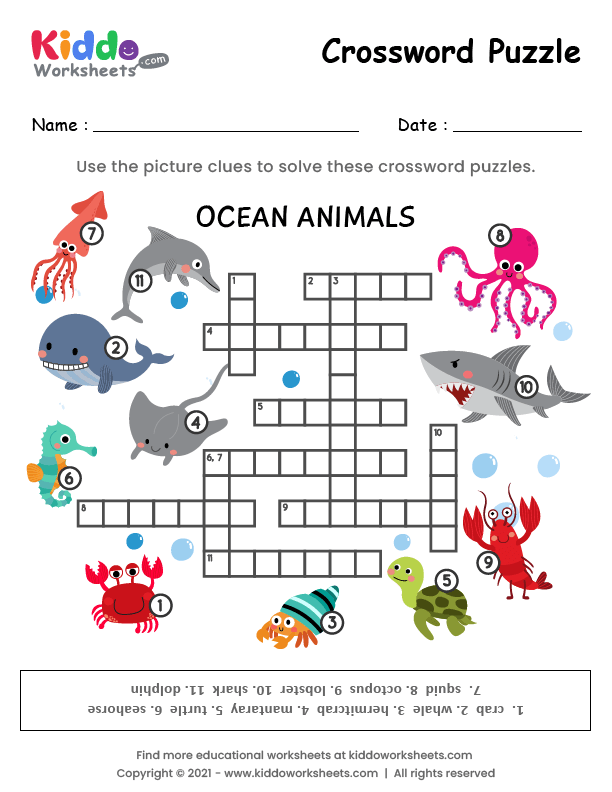 Kiddo
Worksheets .com
Crossword Puzzle
Name :
Date :
Use the picture clues to solve these crossword puzzles.
OCEAN ANIMALS
7
8
11
1
2
3
4
2
10
5
4
10
6, 7
6
8
9
9
11
5
1
3
1. crab 2. whale 3. hermitcrab 4. mantaray 5. turtle 6. seahorse
7. squid 8. octopus 9. lobster 10. shark 11. dolphin
Find more educational worksheets at kiddoworksheets.com
Copyright © 2021 - www.kiddoworksheets.com | All rights reserved